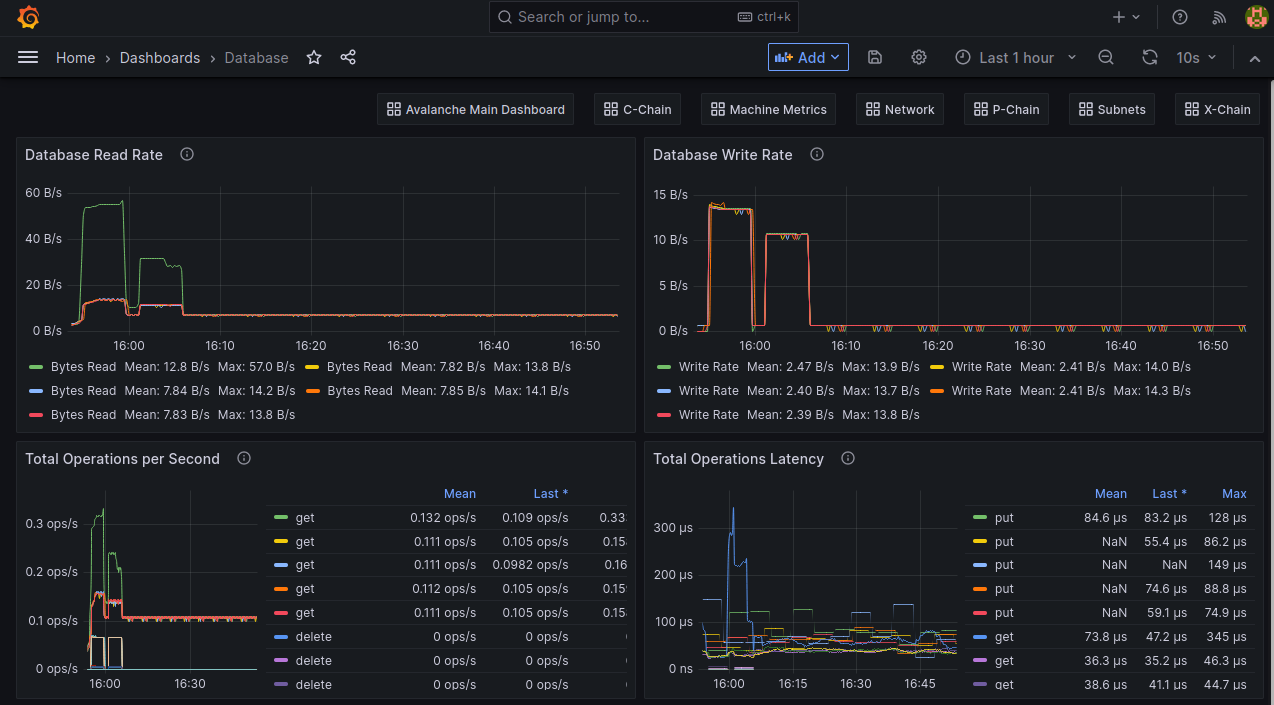 Search or jump to... ctrl+k
Home › Dashboards › Database Add Last 1 hour 10s
Avalanche Main Dashboard C-Chain Machine Metrics Network P-Chain Subnets X-Chain
Database Read Rate
60 B/s
40 B/s
20 B/s
0 B/s
16:00 16:10 16:20 16:30 16:40 16:50
Bytes Read Mean: 12.8 B/s Max: 57.0 B/s Bytes Read Mean: 7.82 B/s Max: 13.8 B/s
Bytes Read Mean: 7.84 B/s Max: 14.2 B/s Bytes Read Mean: 7.85 B/s Max: 14.1 B/s
Bytes Read Mean: 7.83 B/s Max: 13.8 B/s
Database Write Rate
15 B/s
10 B/s
5 B/s
0 B/s
16:00 16:10 16:20 16:30 16:40 16:50
Write Rate Mean: 2.47 B/s Max: 13.9 B/s Write Rate Mean: 2.41 B/s Max: 14.0 B/s
Write Rate Mean: 2.40 B/s Max: 13.7 B/s Write Rate Mean: 2.41 B/s Max: 14.3 B/s
Write Rate Mean: 2.39 B/s Max: 13.8 B/s
Total Operations per Second
0.3 ops/s
0.2 ops/s
0.1 ops/s
0 ops/s
16:00 16:30
Mean Last *
get 0.132 ops/s 0.109 ops/s 0.33
get 0.111 ops/s 0.105 ops/s 0.15
get 0.111 ops/s 0.0982 ops/s 0.16
get 0.112 ops/s 0.105 ops/s 0.15
get 0.111 ops/s 0.105 ops/s 0.15
delete 0 ops/s 0 ops/s
delete 0 ops/s 0 ops/s
delete 0 ops/s 0 ops/s
Total Operations Latency
300 µs
200 µs
100 µs
0 ns
16:00 16:15 16:30 16:45
Mean Last * Max
put 84.6 µs 83.2 µs 128 µs
put NaN 55.4 µs 86.2 µs
put NaN NaN 149 µs
put NaN 74.6 µs 88.8 µs
put NaN 59.1 µs 74.9 µs
get 73.8 µs 47.2 µs 345 µs
get 36.3 µs 35.2 µs 46.3 µs
get 38.6 µs 41.1 µs 44.7 µs